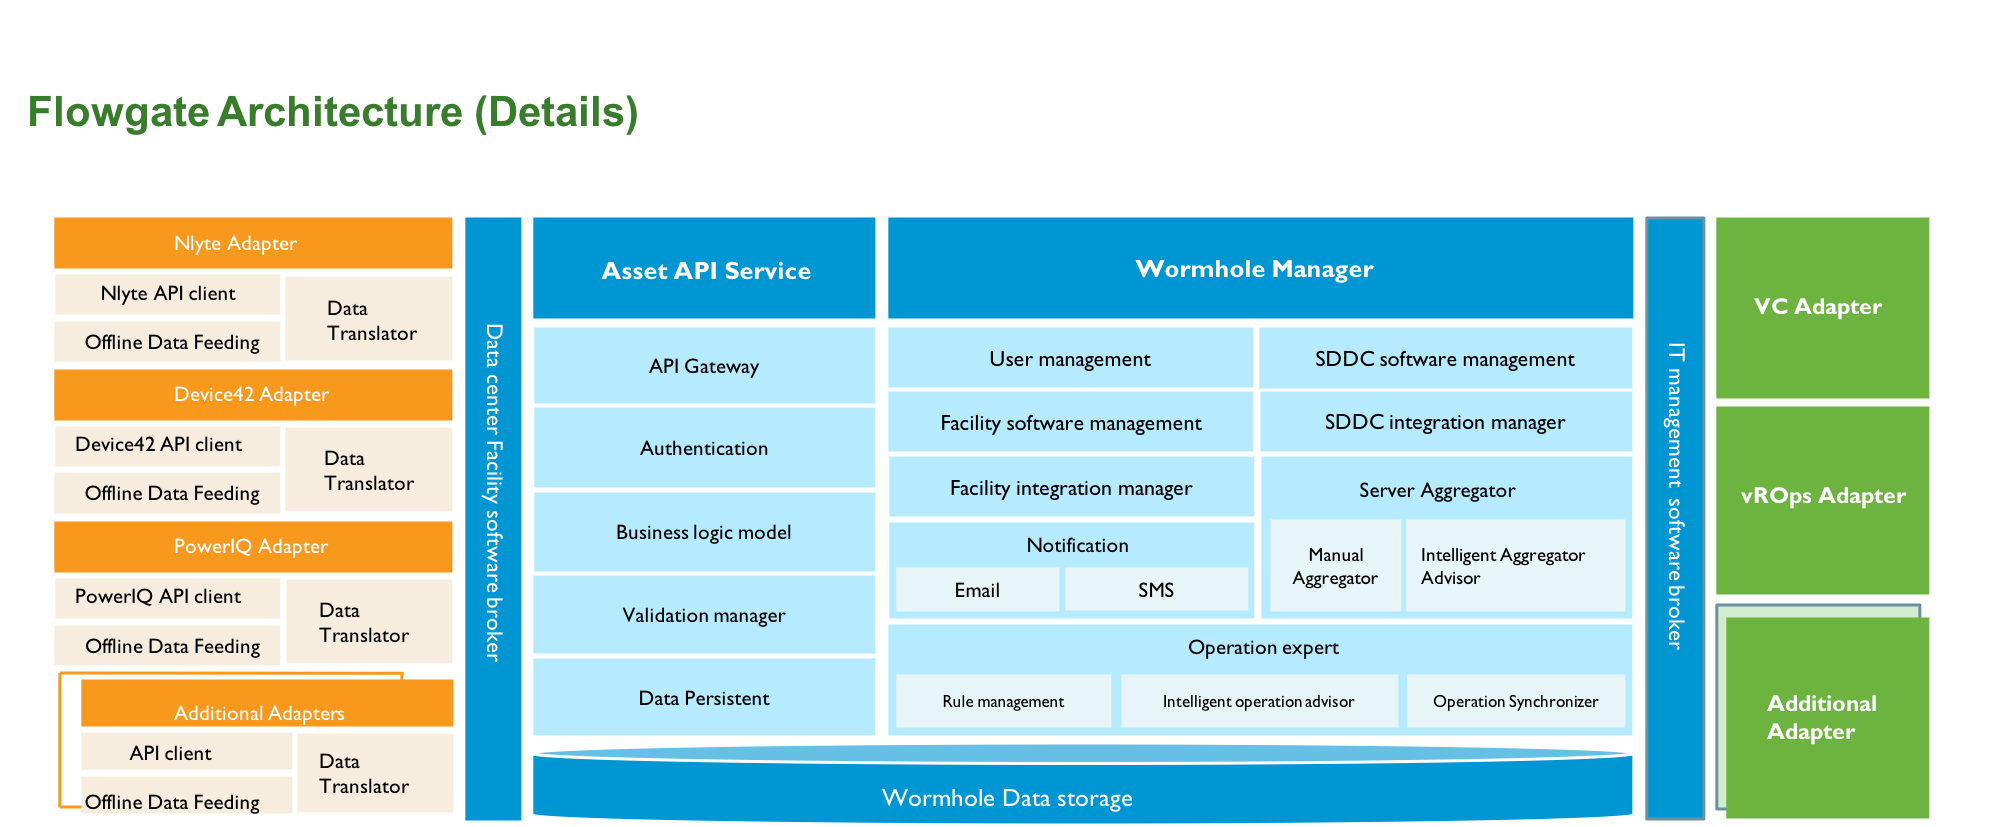 Flowgate Architecture (Details)
Nlyte Adapter
Nlyte API client
Offline Data Feeding
Data
Translator
Device42 Adapter
Device42 API client
Offline Data Feeding
Data
Translator
PowerIQ Adapter
PowerIQ API client
Offline Data Feeding
Data
Translator
Additional Adapters
API client
Offline Data Feeding
Data
Translator
Data center Facility software broker
Asset API Service
API Gateway
Authentication
Business logic model
Validation manager
Data Persistent
Wormhole Manager
User management
SDDC software management
Facility software management
SDDC integration manager
Facility integration manager
Server Aggregator
Manual
Aggregator
Intelligent Aggregator
Advisor
Notification
Email
SMS
Operation expert
Rule management
Intelligent operation advisor
Operation Synchronizer
Wormhole Data storage
IT management software broker
VC Adapter
vROps Adapter
Additional
Adapter